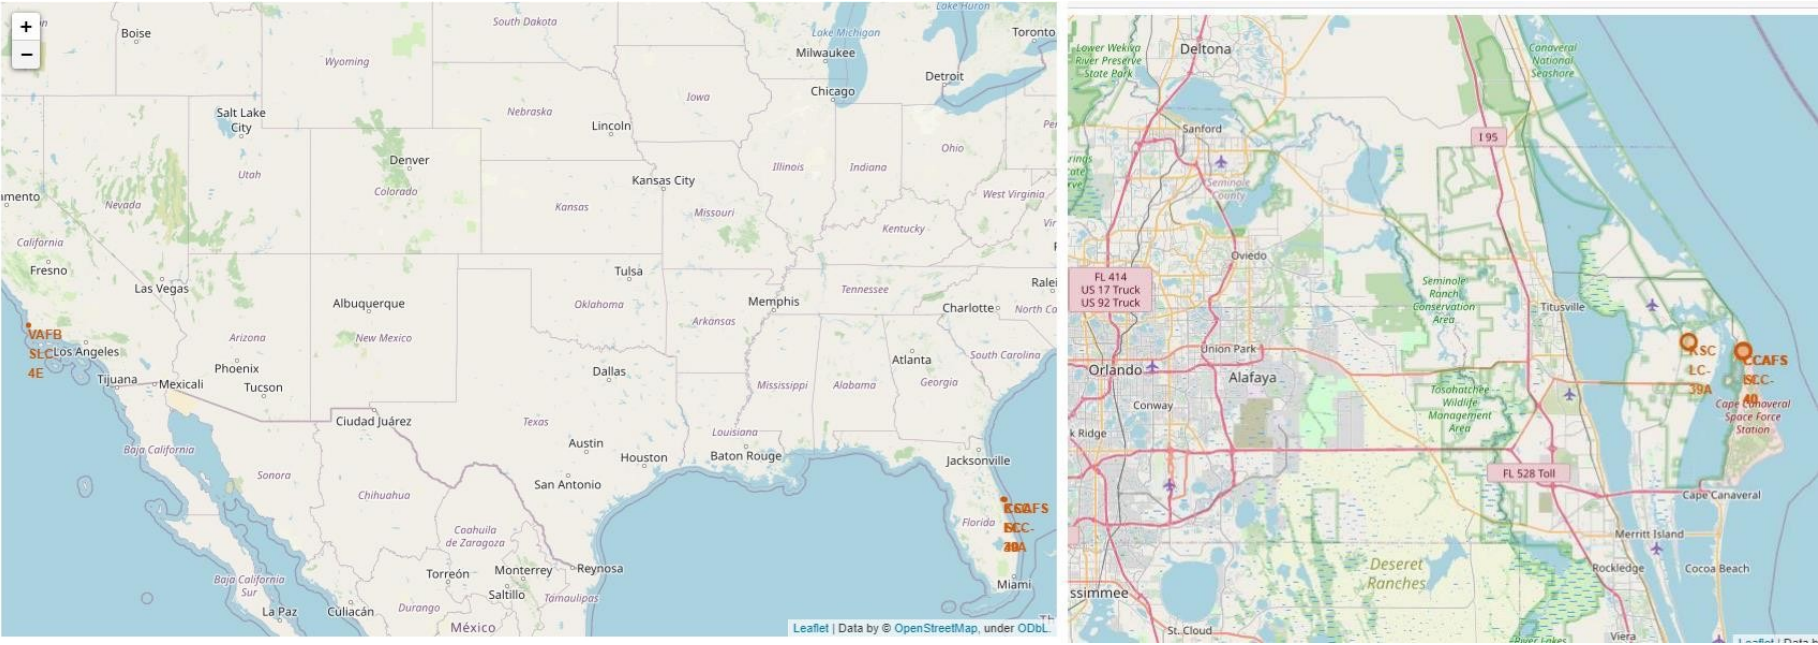 +
−
Boise
South Dakota
Lake Michigan
Lake Huron
Toronto
Milwaukee
Wyoming
Detroit
Chicago
Iowa
Nebraska
Salt Lake
City
Lincoln
Ohio
Denver
Illinois
Indiana
Utah
Kansas City
Colorado
West Virginia
Nevada
Kansas
Missouri
Kentucky
California
Fresno
Las Vegas
Tulsa
Albuquerque
Oklahoma
Memphis
Tennessee
Charlotte
Arkansas
VAFB
SLC-
4E
Los Angeles
Arizona
New Mexico
Phoenix
Tucson
Tijuana
Mexicali
Dallas
Atlanta
South Carolina
Mississippi
Alabama
Georgia
Ciudad Juárez
Texas
Austin
Houston
Louisiana
Baton Rouge
Jacksonville
Baja California
Sonora
San Antonio
Chihuahua
Florida
Coahuila
de Zaragoza
Baja California
Sur
Torreón
Monterrey
Reynosa
Saltillo
Tamaulipas
Miami
La Paz
Culiacán
Durango
México
Leaflet | Data by © OpenStreetMap, under ODbL.
Lower Wekiva
River Preserve
State Park
Deltona
Canaveral
National
Seashore
Sanford
I 95
Seminole
County
Oviedo
FL 414
US 17 Truck
US 92 Truck
Seminole
Ranch
Conservation
Area
Titusville
Union Park
Orlando
Alafaya
KSC
LC-
39A
CCAFS
SLC-
40
Tosohatchee
Wildlife
Management
Area
Cape Canaveral
Space Force
Station
Conway
k Ridge
FL 528 Toll
Cape Canaveral
Merritt Island
Deseret
Ranches
Rockledge
Cocoa Beach
ssimmee
St. Cloud
Viera